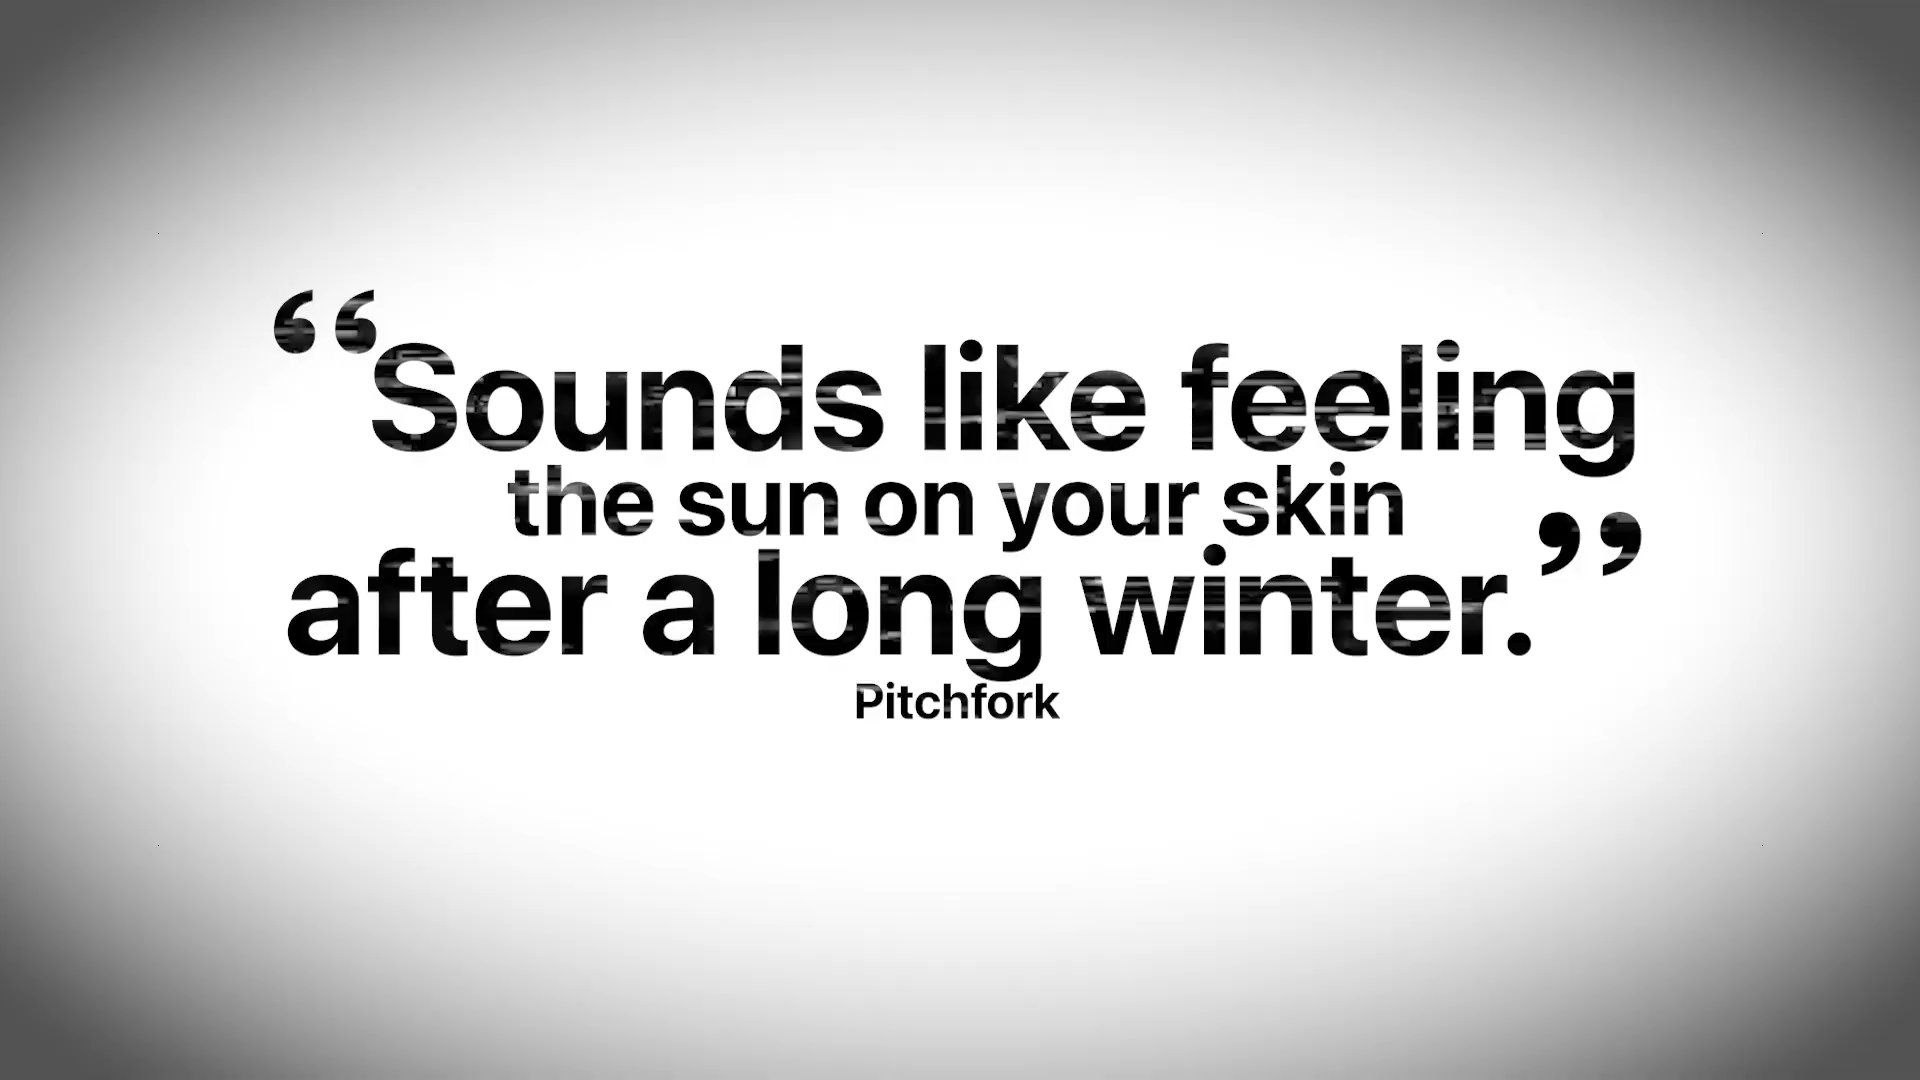 “Sounds like feeling
the sun on your skin
after a long winter.”
Pitchfork